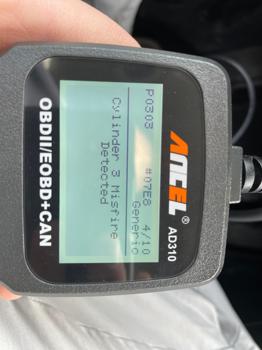 ANCEL
AD310
P0303 #07E8 4/10
Generic
Cylinder 3 Misfire
Detected
OBDII/EOBD+CAN